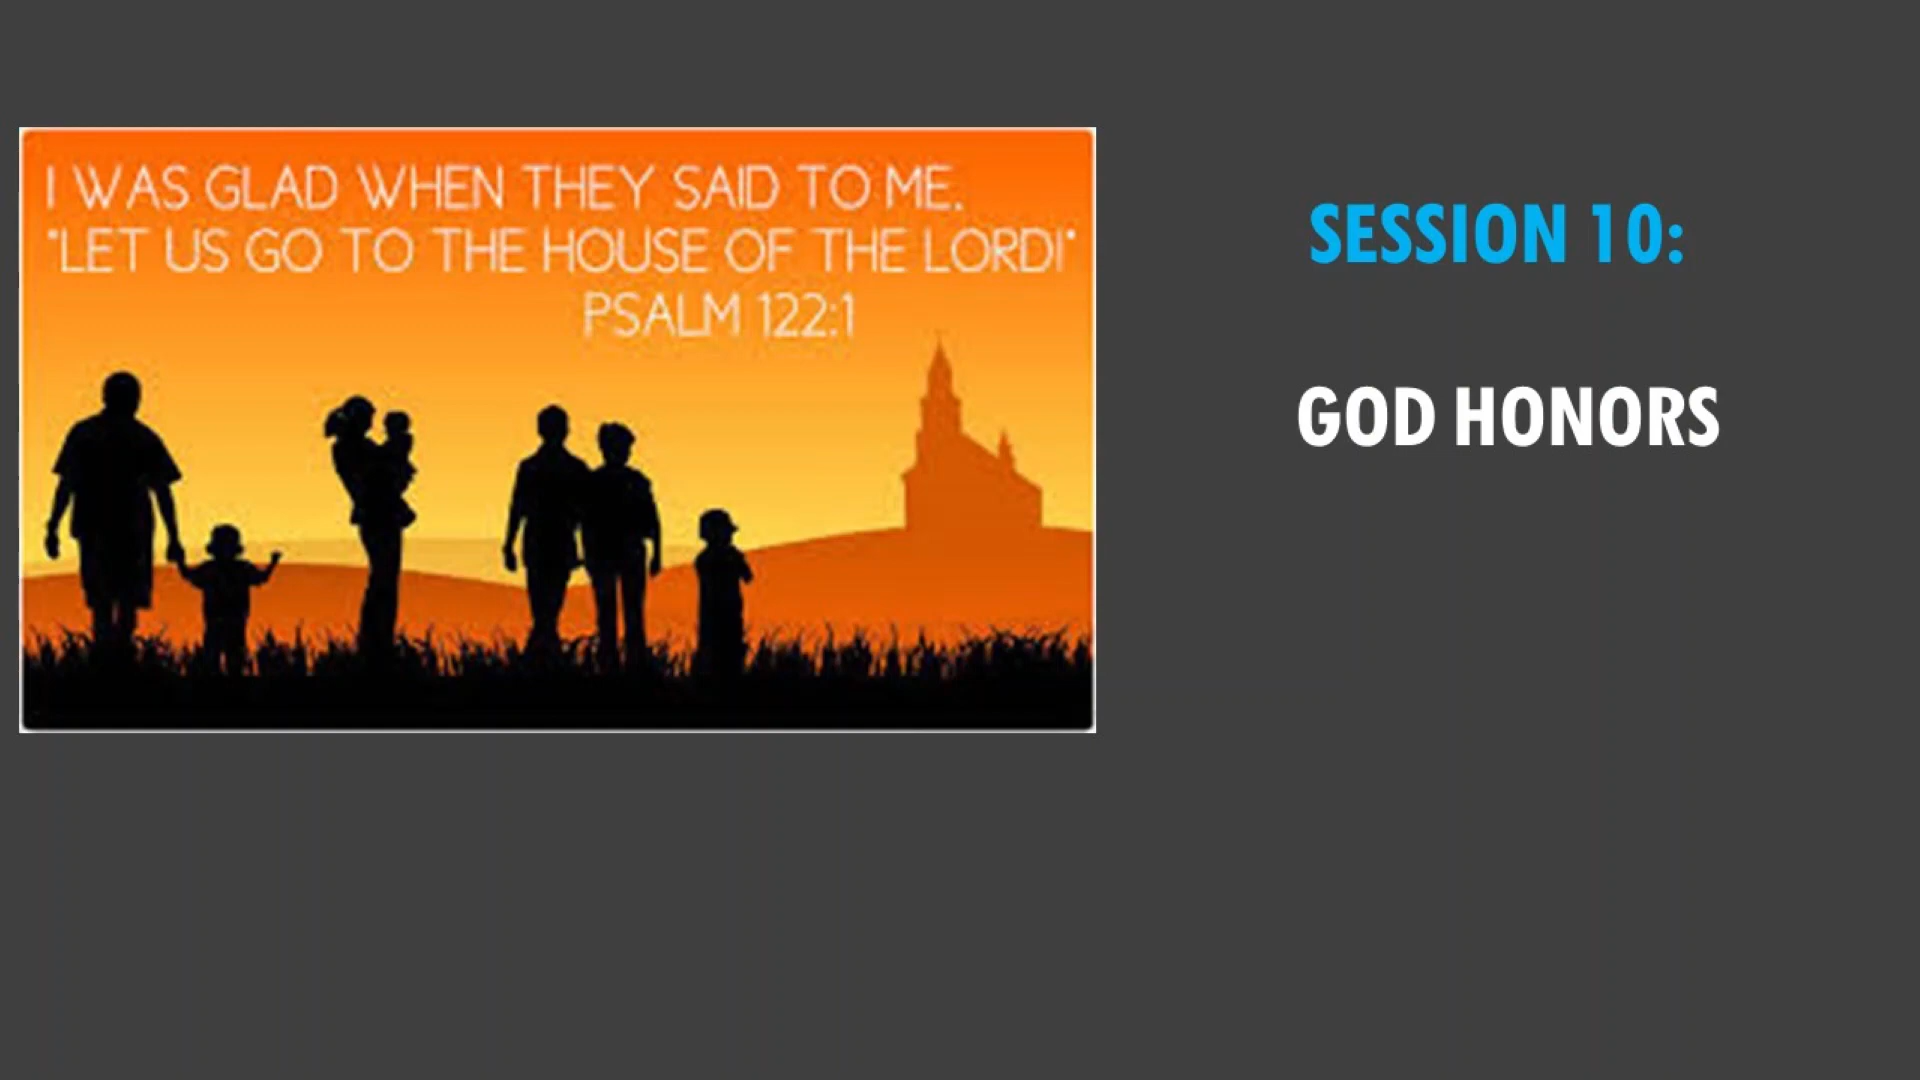 I WAS GLAD WHEN THEY SAID TO ME,
"LET US GO TO THE HOUSE OF THE LORD!"
PSALM 122:1
SESSION 10:
GOD HONORS